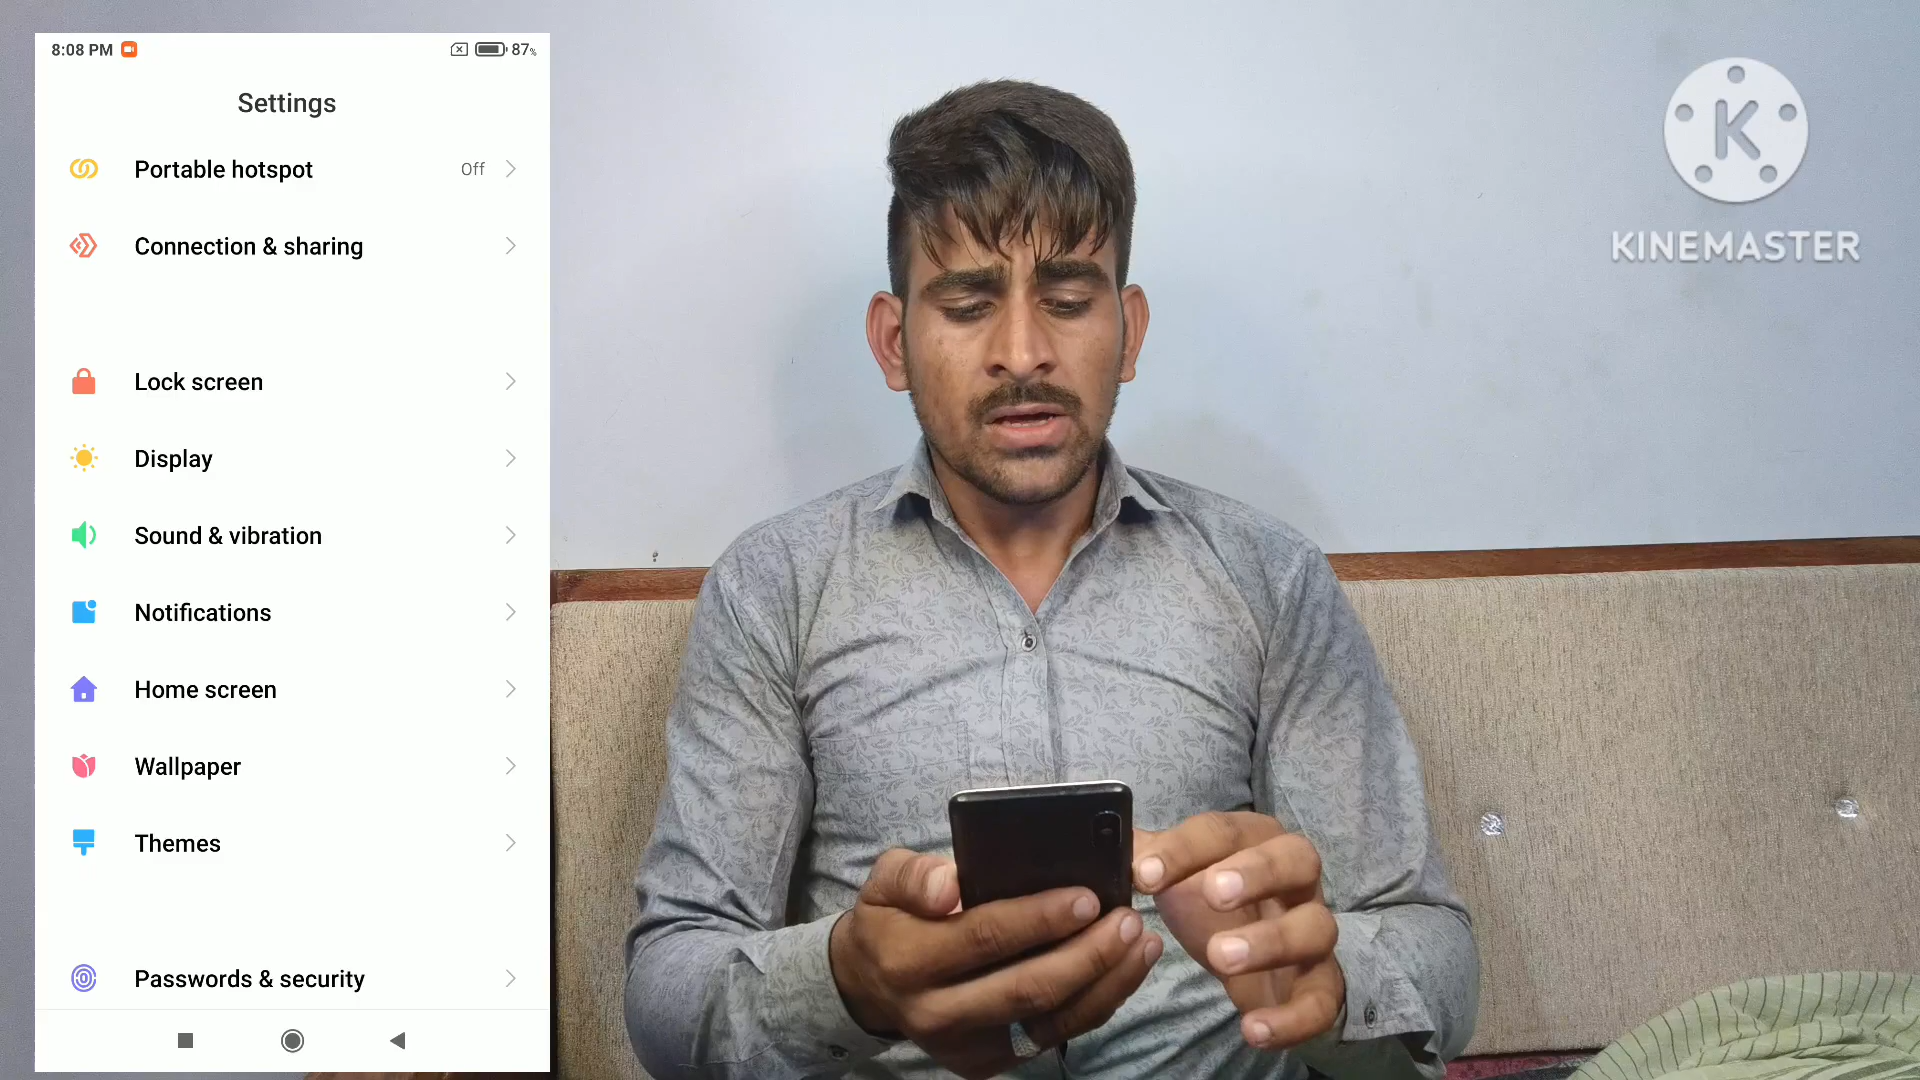 8:08 PM
87%
Settings
Portable hotspot Off
Connection & sharing
Lock screen
Display
Sound & vibration
Notifications
Home screen
Wallpaper
Themes
Passwords & security
K
KINEMASTER